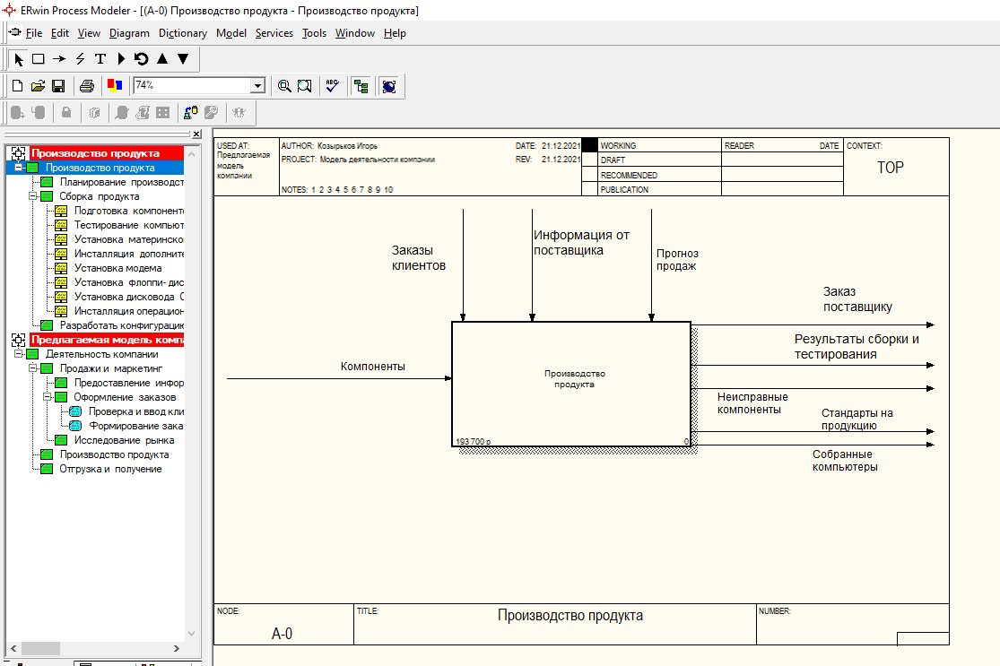 ERwin Process Modeler - [(A-0) Производство продукта - Производство продукта]
File Edit View Diagram Dictionary Model Services Tools Window Help
T
74%
ABC
Производство продукта
Производство продукта
Планирование производст
Сборка продукта
Подготовка компонент
Тестирование компьют
Установка материнско
Инсталляция дополните
Установка модема
Установка флоппи-дис
Установка дисковода C
Инсталляция операцион
Разработать конфигурацию
Предлагаемая модель комп
Деятельность компании
Продажи и маркетинг
Предоставление инфор
Оформление заказов
Проверка и ввод кли
Формирование зака
Исследование рынка
Производство продукта
Отгрузка и получение
USED AT:
Предлагаемая
модель
компании
AUTHOR: Козырьков Игорь
DATE: 21.12.2021
PROJECT: Модель деятельности компании
REV: 21.12.2021
NOTES: 1 2 3 4 5 6 7 8 9 10
WORKING
DRAFT
RECOMMENDED
PUBLICATION
READER DATE
CONTEXT:
TOP
Заказы
клиентов
Информация от
поставщика
Прогноз
продаж
Заказ
поставщику
Результаты сборки и
тестирования
Компоненты
Производство
продукта
Неисправные
компоненты
Стандарты на
продукцию
193 700 р 0
Собранные
компьютеры
NODE:
A-0
TITLE:
Производство продукта
NUMBER: